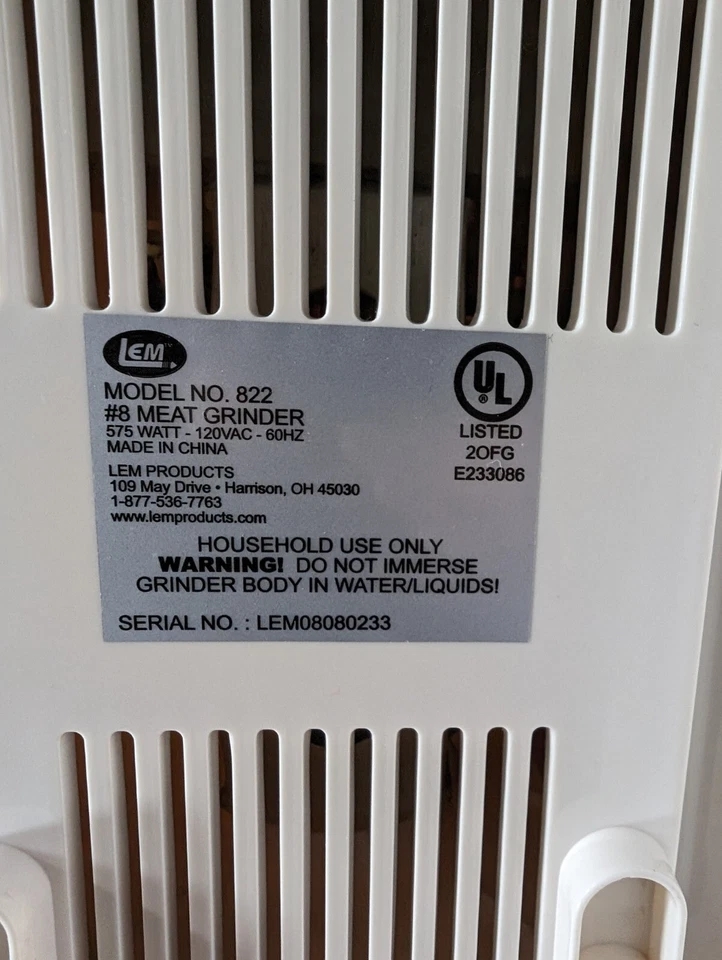 LEM™
MODEL NO. 822
#8 MEAT GRINDER
575 WATT - 120VAC - 60HZ
MADE IN CHINA
LEM PRODUCTS
109 May Drive • Harrison, OH 45030
1-877-536-7763
www.lemproducts.com
UL
®
LISTED
2OFG
E233086
HOUSEHOLD USE ONLY
WARNING! DO NOT IMMERSE
GRINDER BODY IN WATER/LIQUIDS!
SERIAL NO. : LEM08080233